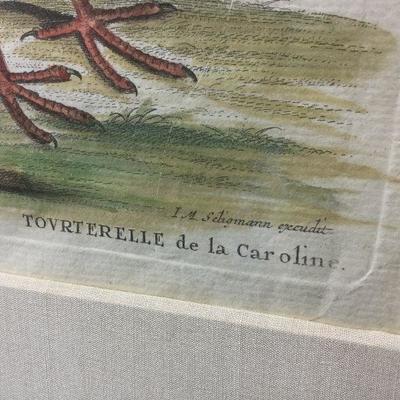 I M Seligmann excudit
TOVRTERELLE de la Caroline.